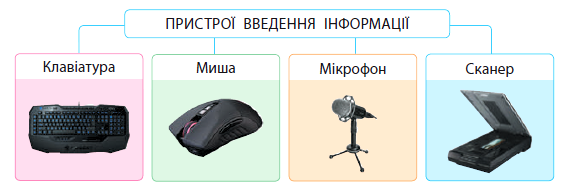 ПРИСТРОЇ ВВЕДЕННЯ ІНФОРМАЦІЇ
Клавіатура
Миша
Мікрофон
Сканер